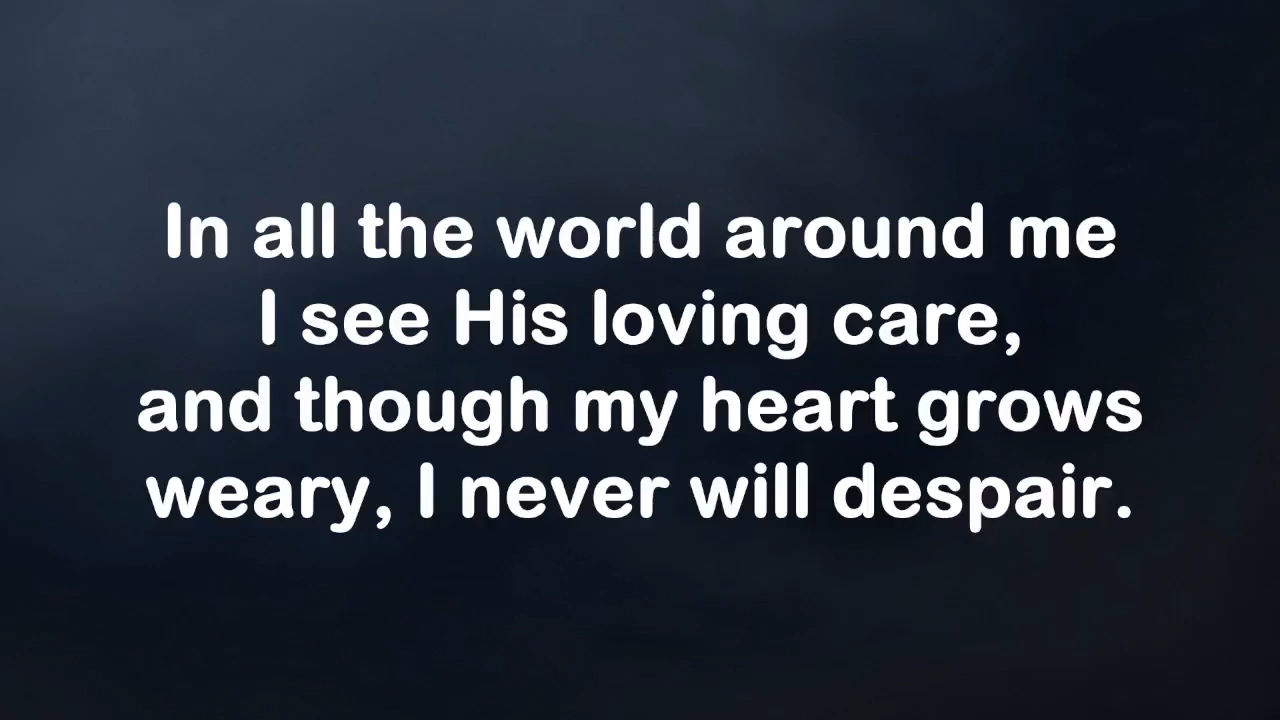 In all the world around me
I see His loving care,
and though my heart grows
weary, I never will despair.